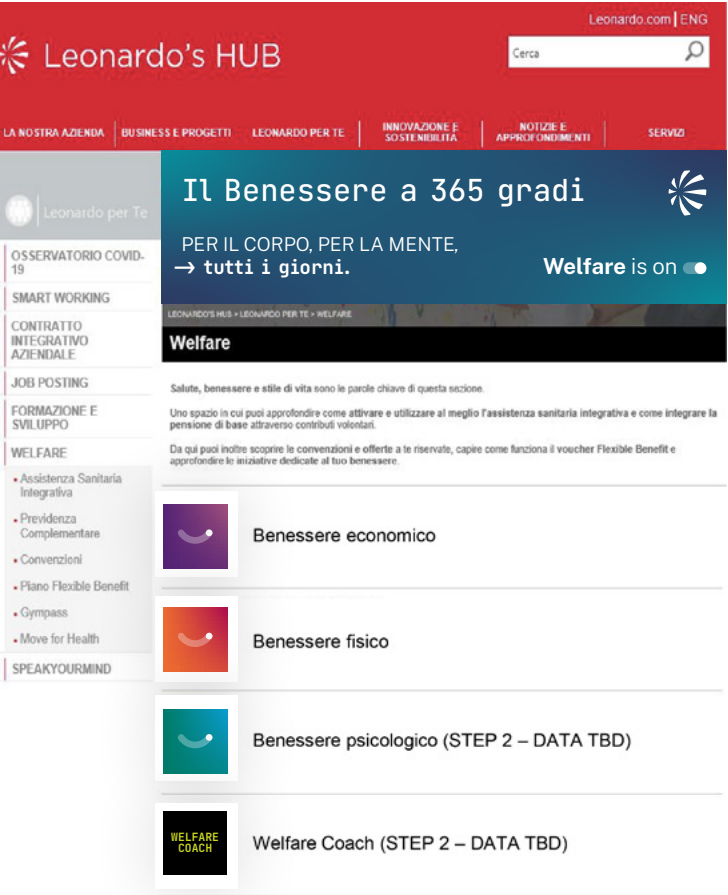 Leonardo.com | ENG
Leonardo's HUB
Cerca
LA NOSTRA AZIENDA
BUSINESS E PROGETTI
LEONARDO PER TE
INNOVAZIONE E
SOSTENIBILITÀ
NOTIZIE E
APPROFONDIMENTI
SERVIZI
Leonardo per Te
OSSERVATORIO COVID-
19
SMART WORKING
CONTRATTO
INTEGRATIVO
AZIENDALE
JOB POSTING
FORMAZIONE E
SVILUPPO
WELFARE
• Assistenza Sanitaria
Integrativa
• Previdenza
Complementare
• Convenzioni
• Piano Flexible Benefit
• Gympass
• Move for Health
SPEAKYOURMIND
Il Benessere a 365 gradi
PER IL CORPO, PER LA MENTE,
→ tutti i giorni.
Welfare is on
LEONARDO'S HUB > LEONARDO PER TE > WELFARE
Welfare
Salute, benessere e stile di vita sono le parole chiave di questa sezione.
Uno spazio in cui puoi approfondire come attivare e utilizzare al meglio l'assistenza sanitaria integrativa e come integrare la
pensione di base attraverso contributi volontari.
Da qui puoi inoltre scoprire le convenzioni e offerte a te riservate, capire come funziona il voucher Flexible Benefit e
approfondire le iniziative dedicate al tuo benessere.
Benessere economico
Benessere fisico
Benessere psicologico (STEP 2 – DATA TBD)
WELFARE
COACH
Welfare Coach (STEP 2 – DATA TBD)